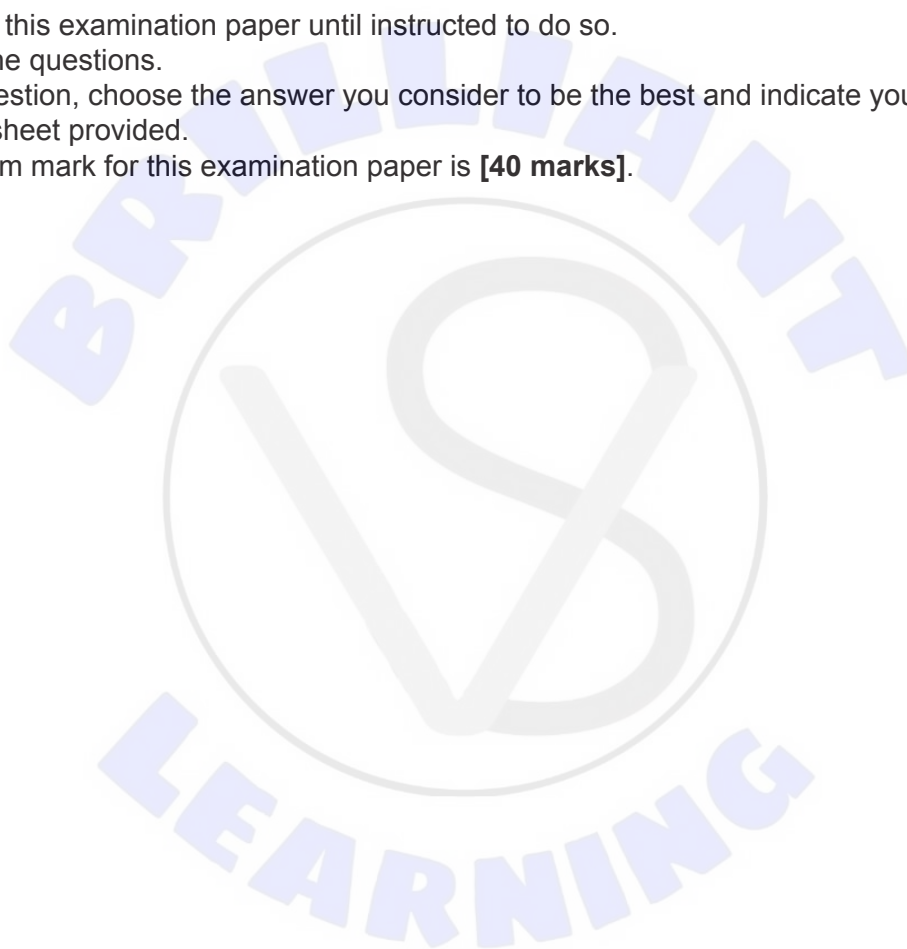 this examination paper until instructed to do so.
ne questions.
estion, choose the answer you consider to be the best and indicate you
sheet provided.
m mark for this examination paper is [40 marks].
BRILLIANT
VS
LEARNING